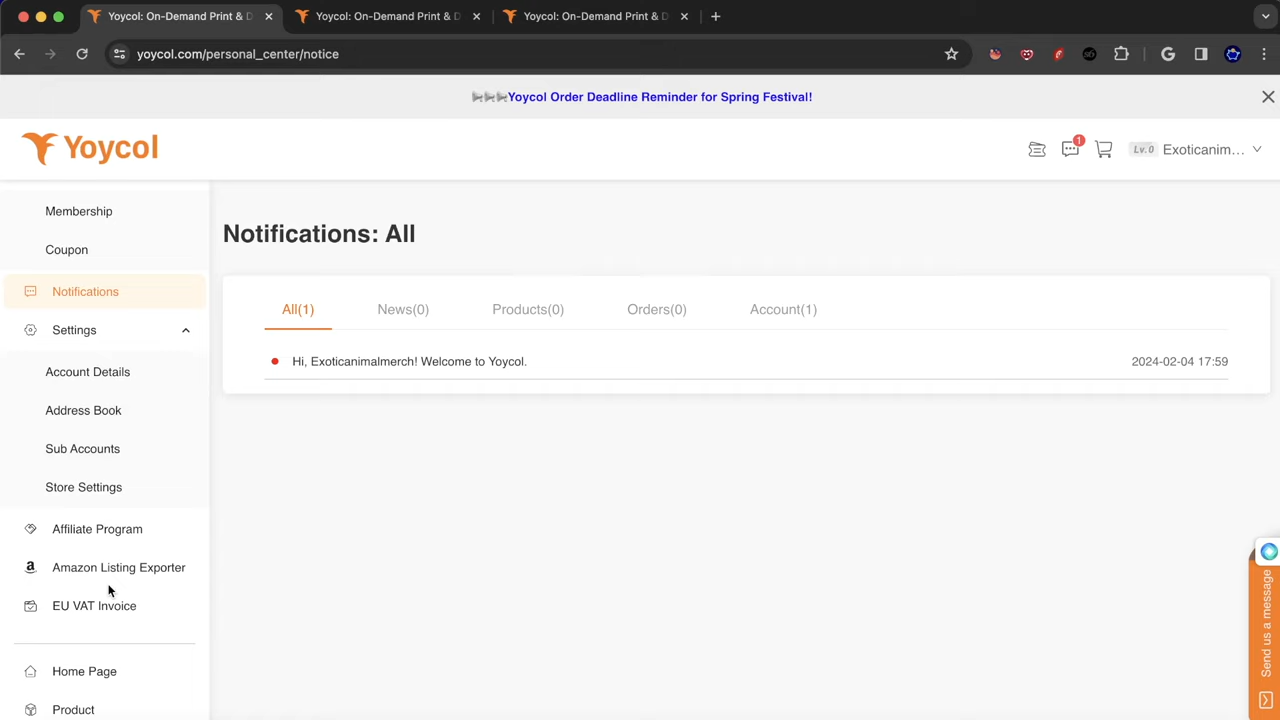 Yoycol: On-Demand Print & D
Yoycol: On-Demand Print & D
Yoycol: On-Demand Print & D
yoycol.com/personal_center/notice
Yoycol Order Deadline Reminder for Spring Festival!
Yoycol
1
Lv.0 Exoticanim...
Membership
Coupon
Notifications
Settings
Account Details
Address Book
Sub Accounts
Store Settings
Affiliate Program
Amazon Listing Exporter
EU VAT Invoice
Home Page
Product
Notifications: All
All(1) News(0) Products(0) Orders(0) Account(1)
Hi, Exoticanimalmerch! Welcome to Yoycol. 2024-02-04 17:59
Send us a message